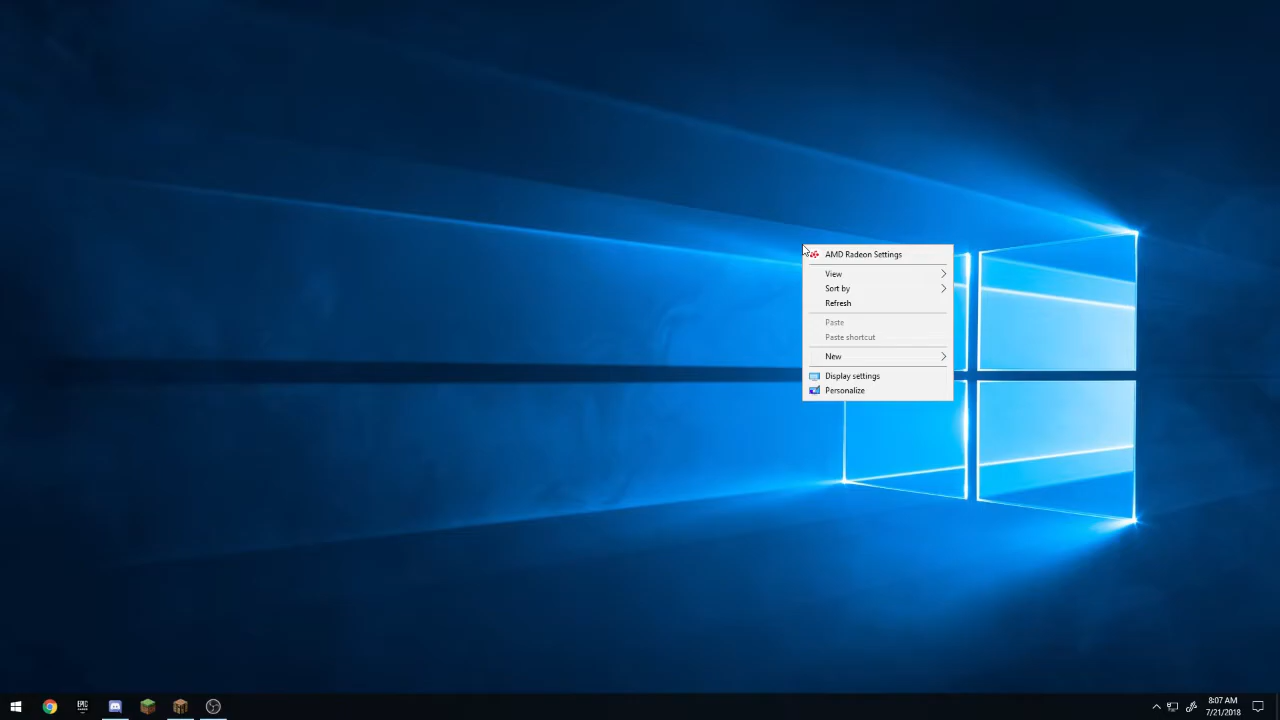 AMD Radeon Settings
View
Sort by
Refresh
Paste
Paste shortcut
New
Display settings
Personalize
EPIC
8:07 AM
7/21/2018